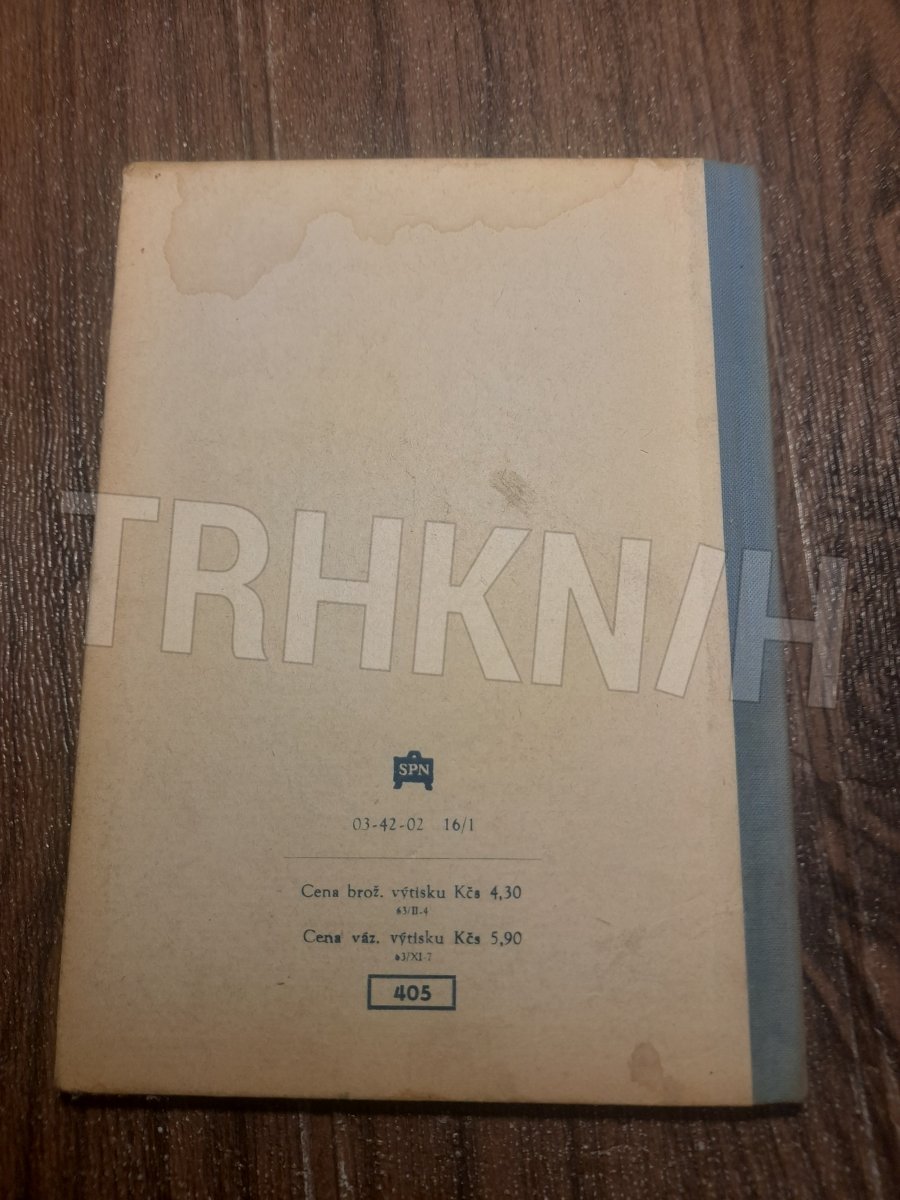 TRHKNIH
SPN
03-42-02 16/1
Cena brož. výtisku Kčs 4,30
63/II-4
Cena váz. výtisku Kčs 5,90
63/XI-7
405